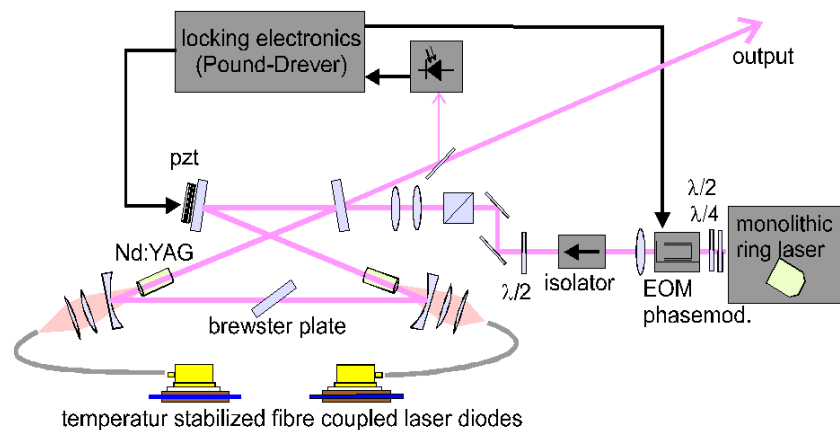 locking electronics
(Pound-Drever)
output
pzt
λ/2
λ/4
monolithic
ring laser
Nd:YAG
λ/2
isolator
EOM
phasemod.
brewster plate
temperatur stabilized fibre coupled laser diodes